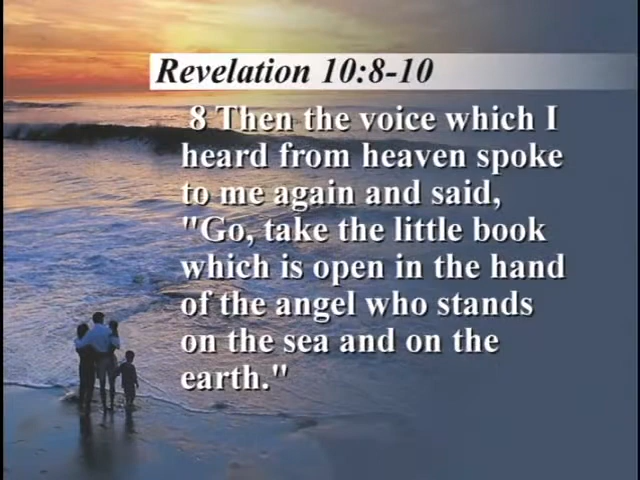 Revelation 10:8-10
8 Then the voice which I
heard from heaven spoke
to me again and said,
"Go, take the little book
which is open in the hand
of the angel who stands
on the sea and on the
earth."